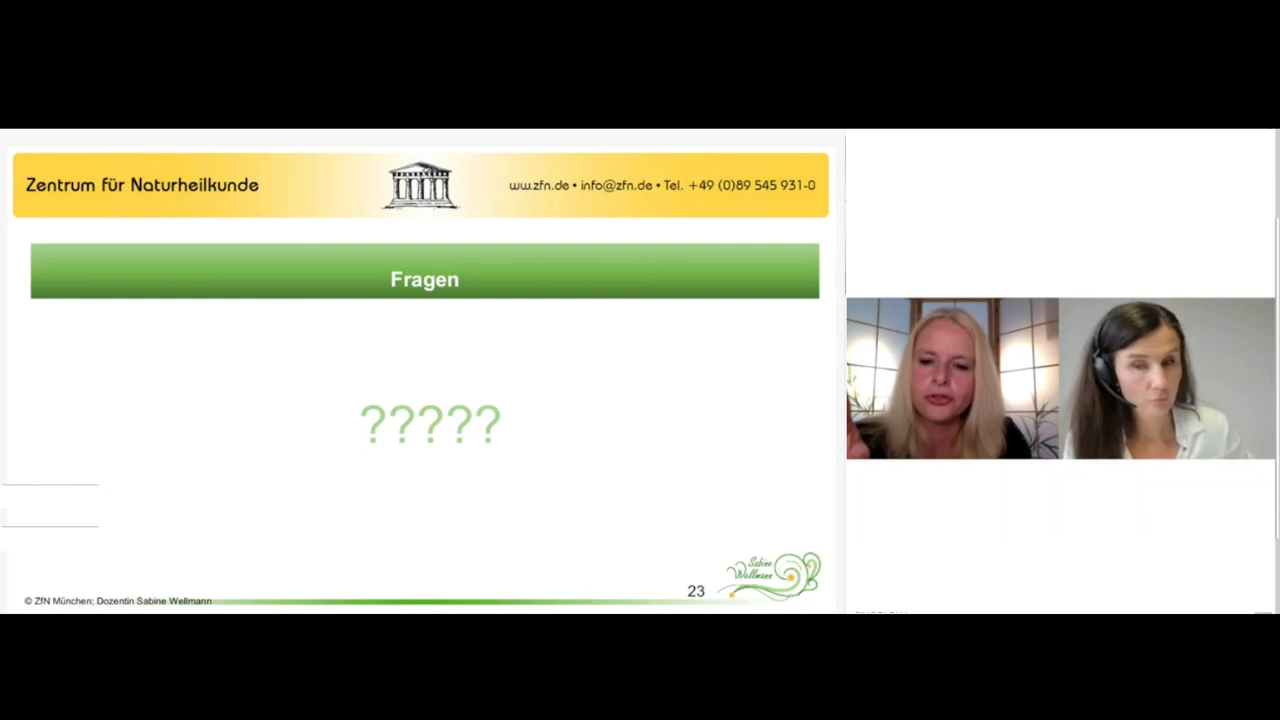 Zentrum für Naturheilkunde
ww.zfn.de • info@zfn.de • Tel. +49 (0)89 545 931-0
Fragen
?????
Sabine
Wellmann
23
© ZfN München; Dozentin Sabine Wellmann